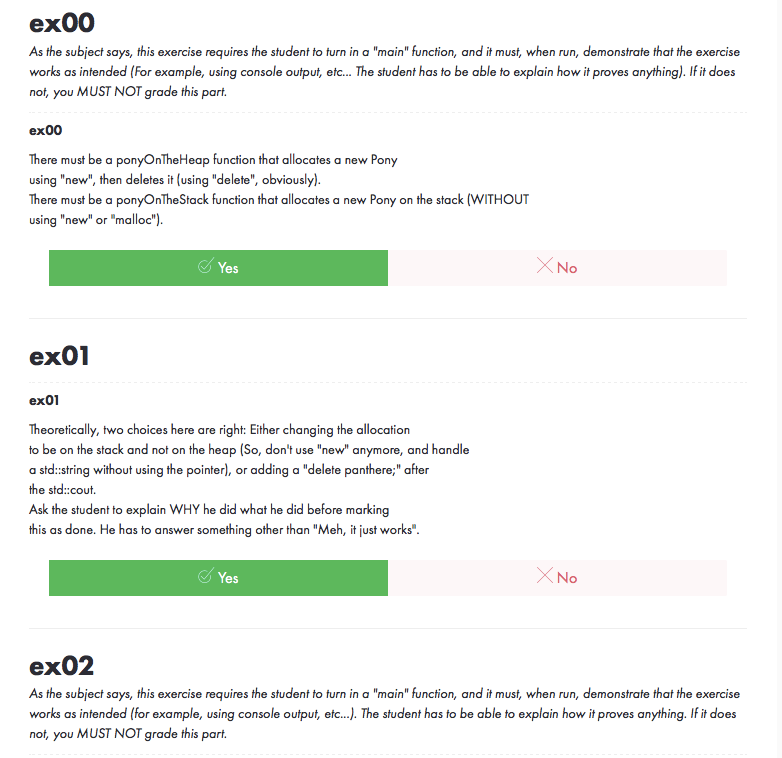 ex00
As the subject says, this exercise requires the student to turn in a "main" function, and it must, when run, demonstrate that the exercise
works as intended (For example, using console output, etc... The student has to be able to explain how it proves anything). If it does
not, you MUST NOT grade this part.
ex00
There must be a ponyOnTheHeap function that allocates a new Pony
using "new", then deletes it (using "delete", obviously).
There must be a ponyOnTheStack function that allocates a new Pony on the stack (WITHOUT
using "new" or "malloc").
Yes
No
ex01
ex01
Theoretically, two choices here are right: Either changing the allocation
to be on the stack and not on the heap (So, don't use "new" anymore, and handle
a std::string without using the pointer), or adding a "delete panthere;" after
the std::cout.
Ask the student to explain WHY he did what he did before marking
this as done. He has to answer something other than "Meh, it just works".
Yes
No
ex02
As the subject says, this exercise requires the student to turn in a "main" function, and it must, when run, demonstrate that the exercise
works as intended (for example, using console output, etc...). The student has to be able to explain how it proves anything. If it does
not, you MUST NOT grade this part.